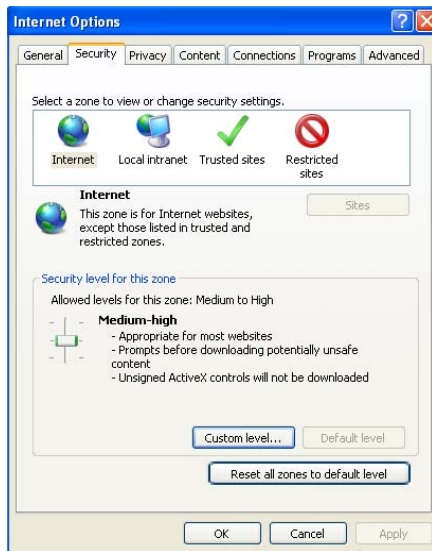 Internet Options
General Security Privacy Content Connections Programs Advanced
Select a zone to view or change security settings.
Internet Local intranet Trusted sites Restricted
sites
Internet
Sites
This zone is for Internet websites,
except those listed in trusted and
restricted zones.
Security level for this zone
Allowed levels for this zone: Medium to High
Medium-high
- Appropriate for most websites
- Prompts before downloading potentially unsafe
content
- Unsigned ActiveX controls will not be downloaded
Custom level... Default level
Reset all zones to default level
OK Cancel Apply